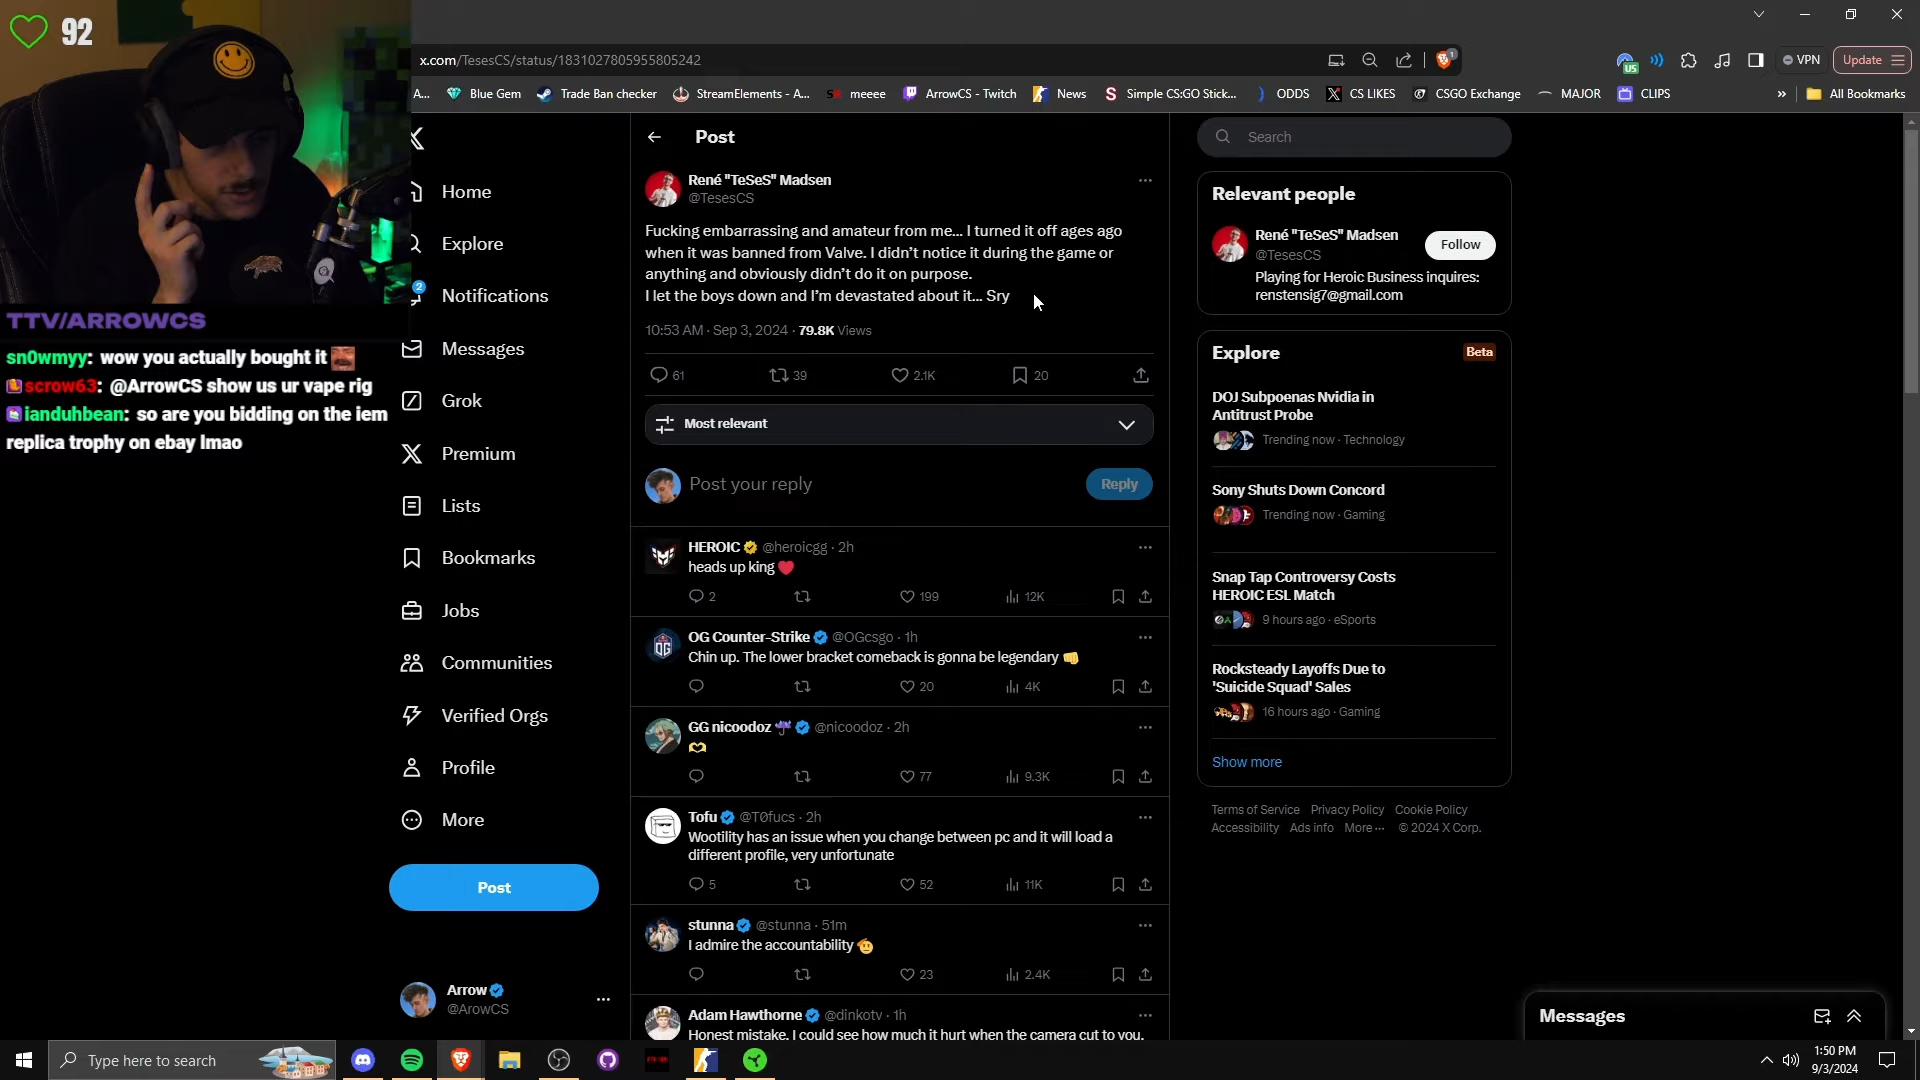 92
x.com/TesesCS/status/1831027805955805242
1
US
VPN
Update
A...
Blue Gem
Trade Ban checker
StreamElements - A...
meeee
ArrowCS - Twitch
News
Simple CS:GO Stick...
ODDS
CS LIKES
CSGO Exchange
MAJOR
CLIPS
»
All Bookmarks
TTV/ARROWCS
sn0wmyy: wow you actually bought it
scrow63: @ArrowCS show us ur vape rig
ianduhbean: so are you bidding on the iem
replica trophy on ebay lmao
Home
Explore
2
Notifications
Messages
Grok
Premium
Lists
Bookmarks
Jobs
Communities
Verified Orgs
Profile
More
Post
Arrow
@ArowCS
Post
René "TeSeS" Madsen
@TesesCS
Fucking embarrassing and amateur from me... I turned it off ages ago
when it was banned from Valve. I didn't notice it during the game or
anything and obviously didn't do it on purpose.
I let the boys down and I'm devastated about it... Sry
10:53 AM · Sep 3, 2024 · 79.8K Views
61 39 2.1K 20
Most relevant
Post your reply
Reply
HEROIC @heroicgg · 2h
heads up king
2 199 12K
OG Counter-Strike @OGcsgo · 1h
Chin up. The lower bracket comeback is gonna be legendary
20 4K
GG nicoodoz @nicoodoz · 2h
77 9.3K
Tofu @T0fucs · 2h
Wootility has an issue when you change between pc and it will load a
different profile, very unfortunate
5 52 11K
stunna @stunna · 51m
I admire the accountability
23 2.4K
Adam Hawthorne @dinkotv · 1h
Honest mistake. I could see how much it hurt when the camera cut to you.
Search
Relevant people
René "TeSeS" Madsen
@TesesCS
Follow
Playing for Heroic Business inquires:
renstensig7@gmail.com
Explore
Beta
DOJ Subpoenas Nvidia in
Antitrust Probe
Trending now · Technology
Sony Shuts Down Concord
Trending now · Gaming
Snap Tap Controversy Costs
HEROIC ESL Match
9 hours ago · eSports
Rocksteady Layoffs Due to
'Suicide Squad' Sales
16 hours ago · Gaming
Show more
Terms of Service Privacy Policy Cookie Policy
Accessibility Ads info More ··· © 2024 X Corp.
Messages
Type here to search
1:50 PM
9/3/2024